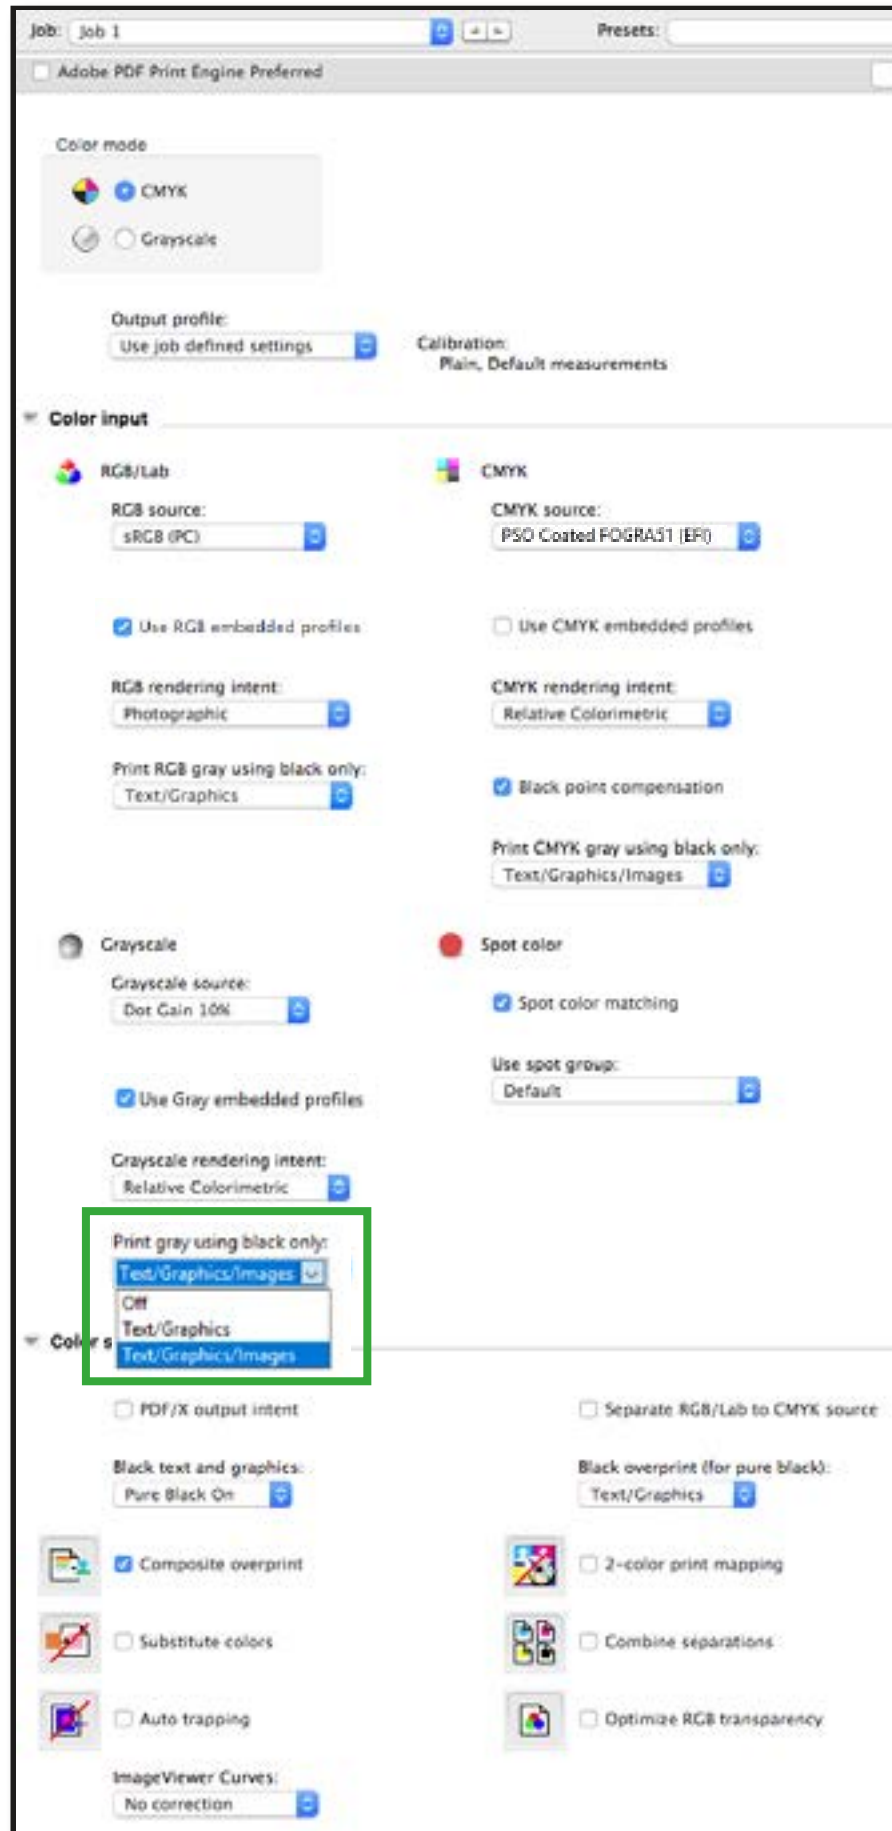 Job: Job 1 Presets:
Adobe PDF Print Engine Preferred
Color mode
CMYK
Grayscale
Output profile:
Use job defined settings
Calibration:
Plain, Default measurements
Color input
RGB/Lab
CMYK
RGB source:
sRGB (PC)
CMYK source:
PSO Coated FOGRA51 (EFI)
Use RGB embedded profiles
Use CMYK embedded profiles
RGB rendering intent:
Photographic
CMYK rendering intent:
Relative Colorimetric
Print RGB gray using black only:
Text/Graphics
Black point compensation
Print CMYK gray using black only:
Text/Graphics/Images
Grayscale
Spot color
Grayscale source:
Dot Gain 10%
Spot color matching
Use spot group:
Default
Use Gray embedded profiles
Grayscale rendering intent:
Relative Colorimetric
Print gray using black only:
Text/Graphics/Images
Off
Text/Graphics
Text/Graphics/Images
Color s
PDF/X output intent
Separate RGB/Lab to CMYK source
Black text and graphics:
Pure Black On
Black overprint (for pure black):
Text/Graphics
Composite overprint
2-color print mapping
Substitute colors
Combine separations
Auto trapping
Optimize RGB transparency
ImageViewer Curves:
No correction